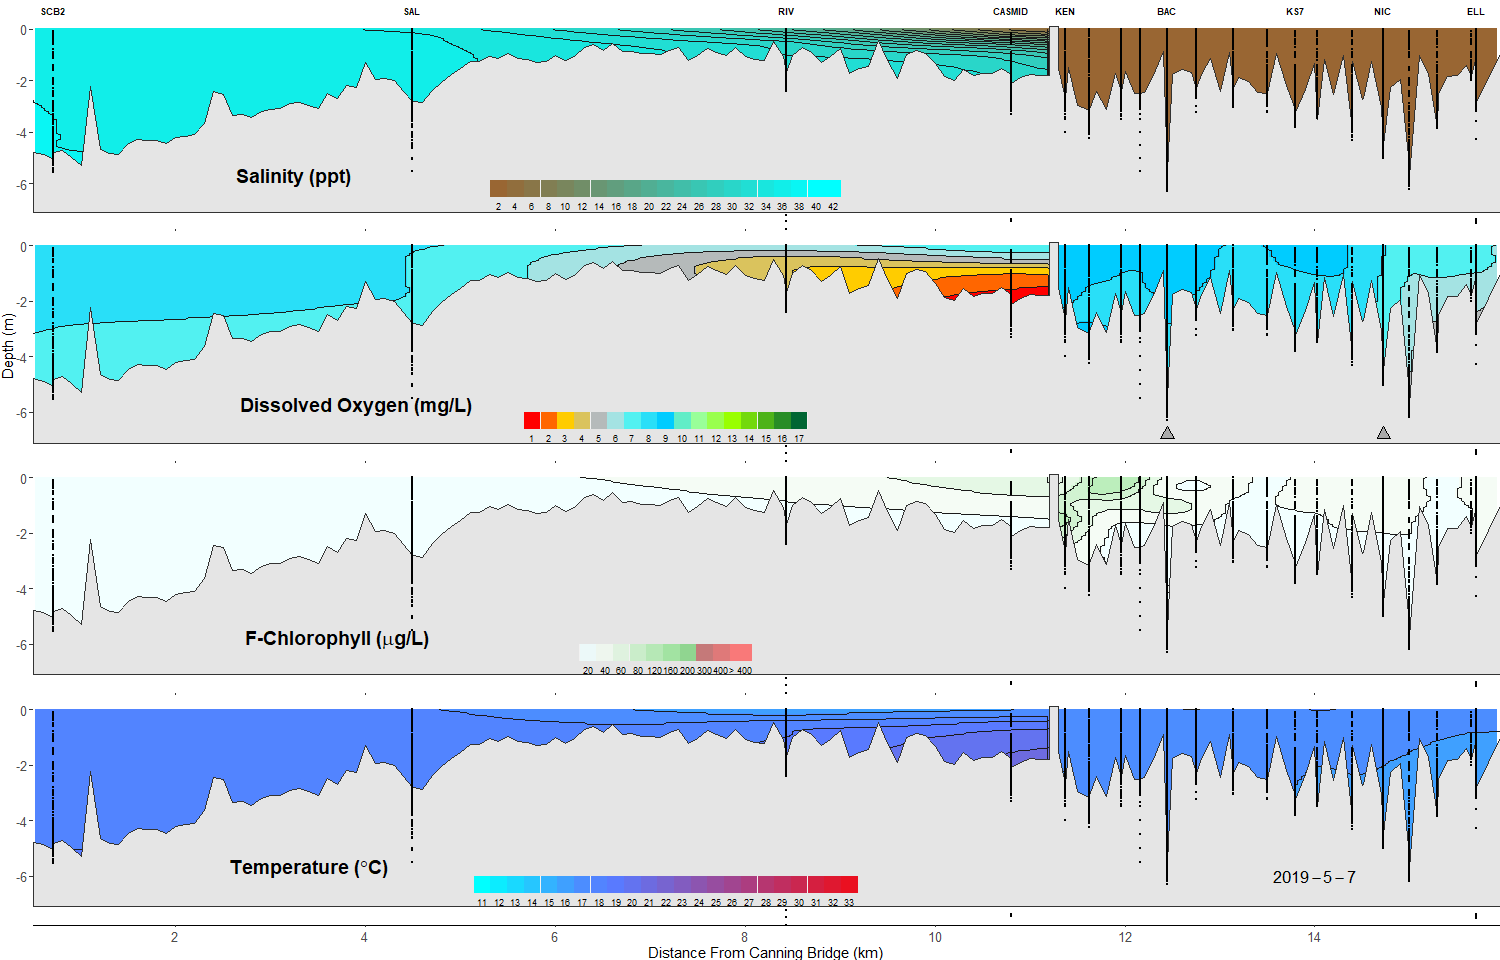 SCB2 SAL RIV CASMID KEN BAC KS7 NIC ELL
0
-2
-4
-6
Salinity (ppt)
2 4 6 8 10 12 14 16 18 20 22 24 26 28 30 32 34 36 38 40 42
0
-2
-4
-6
Depth (m)
Dissolved Oxygen (mg/L)
1 2 3 4 5 6 7 8 9 10 11 12 13 14 15 16 17
0
-2
-4
-6
F-Chlorophyll (μg/L)
20 40 60 80 120 160 200 300 400 > 400
0
-2
-4
-6
Temperature (°C)
2019-5-7
11 12 13 14 15 16 17 18 19 20 21 22 23 24 25 26 27 28 29 30 31 32 33
2 4 6 8 10 12 14
Distance From Canning Bridge (km)